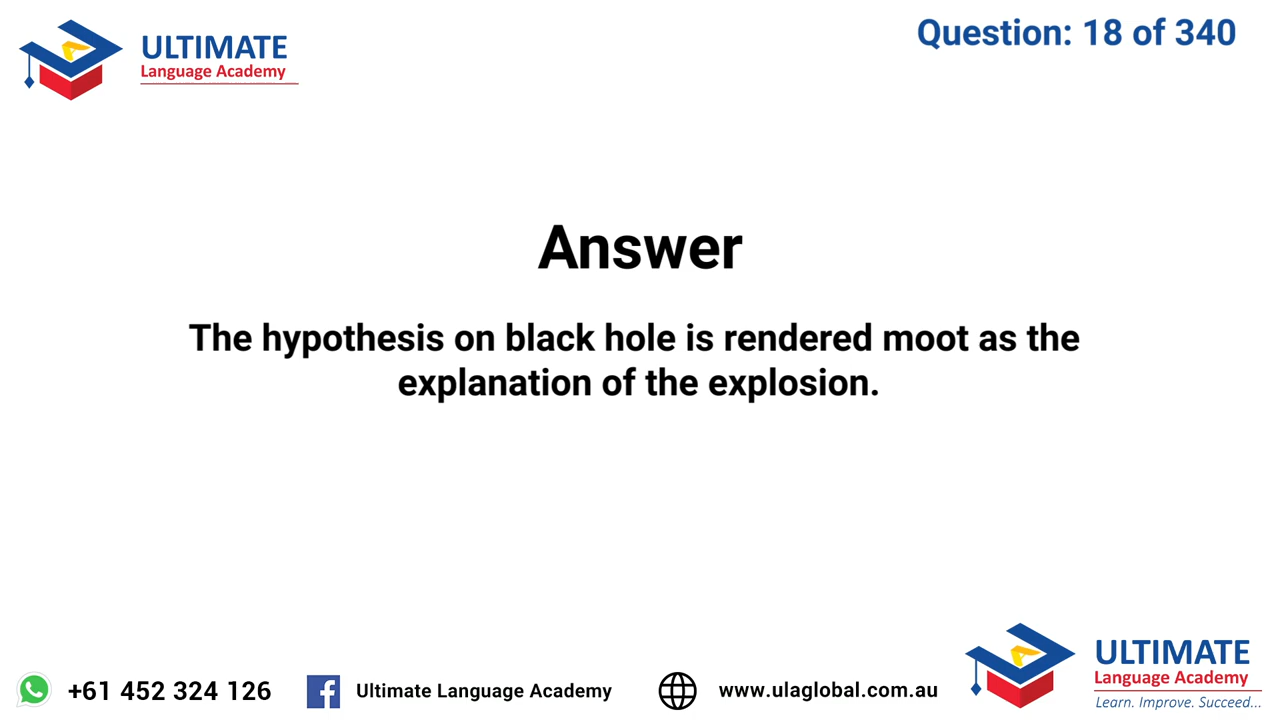 ULTIMATE
Language Academy
Question: 18 of 340
Answer
The hypothesis on black hole is rendered moot as the
explanation of the explosion.
+61 452 324 126
Ultimate Language Academy
www.ulaglobal.com.au
ULTIMATE
Language Academy
Learn. Improve. Succeed...